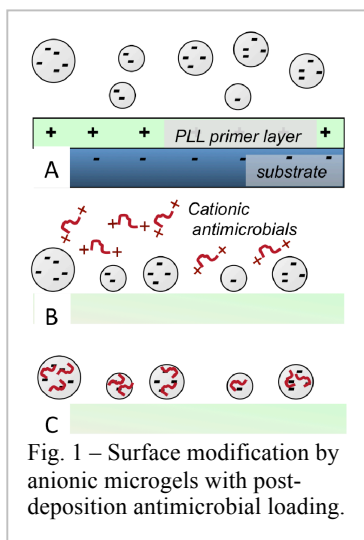 + + + PLL primer layer +
A substrate
Cationic
antimicrobials
B
C
Fig. 1 – Surface modification by
anionic microgels with post-
deposition antimicrobial loading.